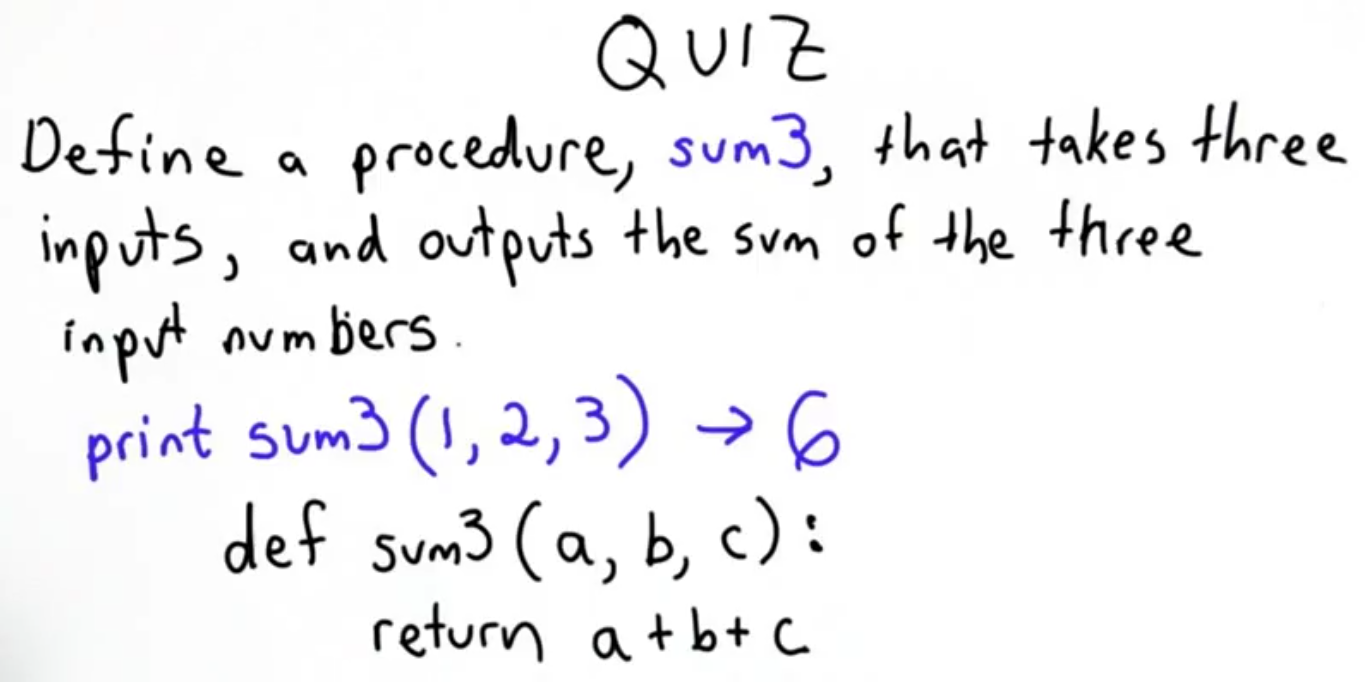 QUIZ
Define a procedure, sum3, that takes three
inputs, and outputs the sum of the three
input numbers.
print sum3(1, 2, 3) → 6
def sum3(a, b, c):
return a + b + c